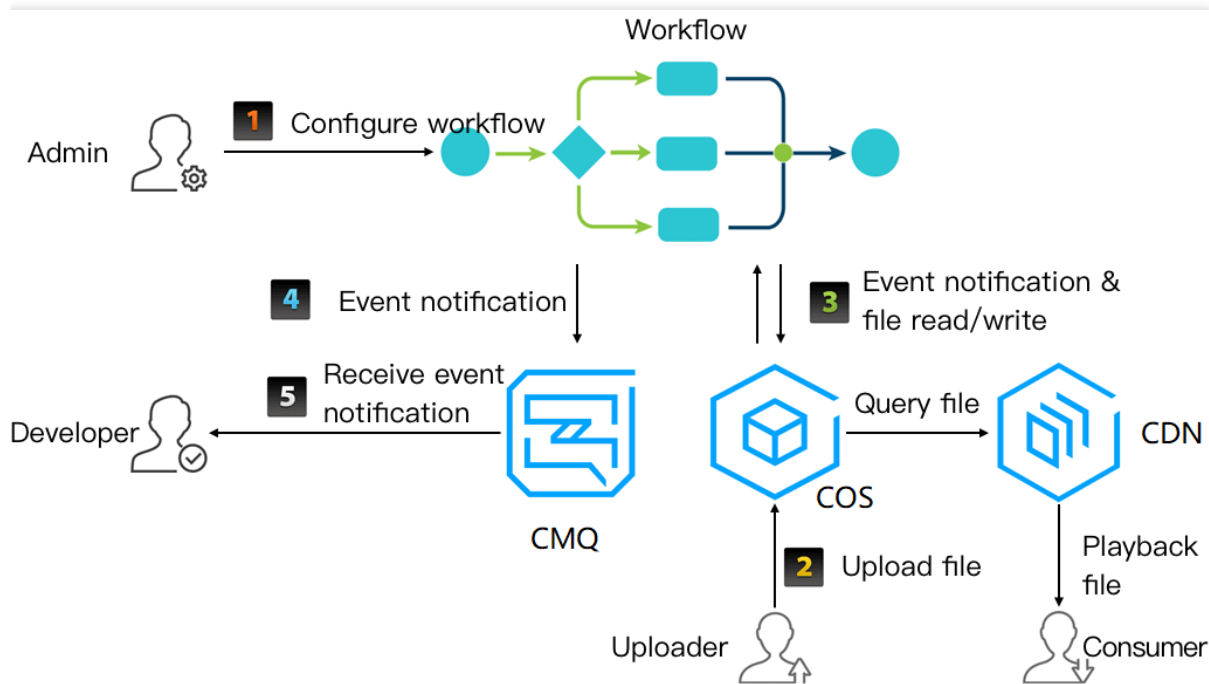 Workflow
1 Configure workflow
Admin
4 Event notification
3 Event notification &
file read/write
5 Receive event
notification
Developer
Query file
CDN
COS
CMQ
2 Upload file
Playback
file
Uploader
Consumer